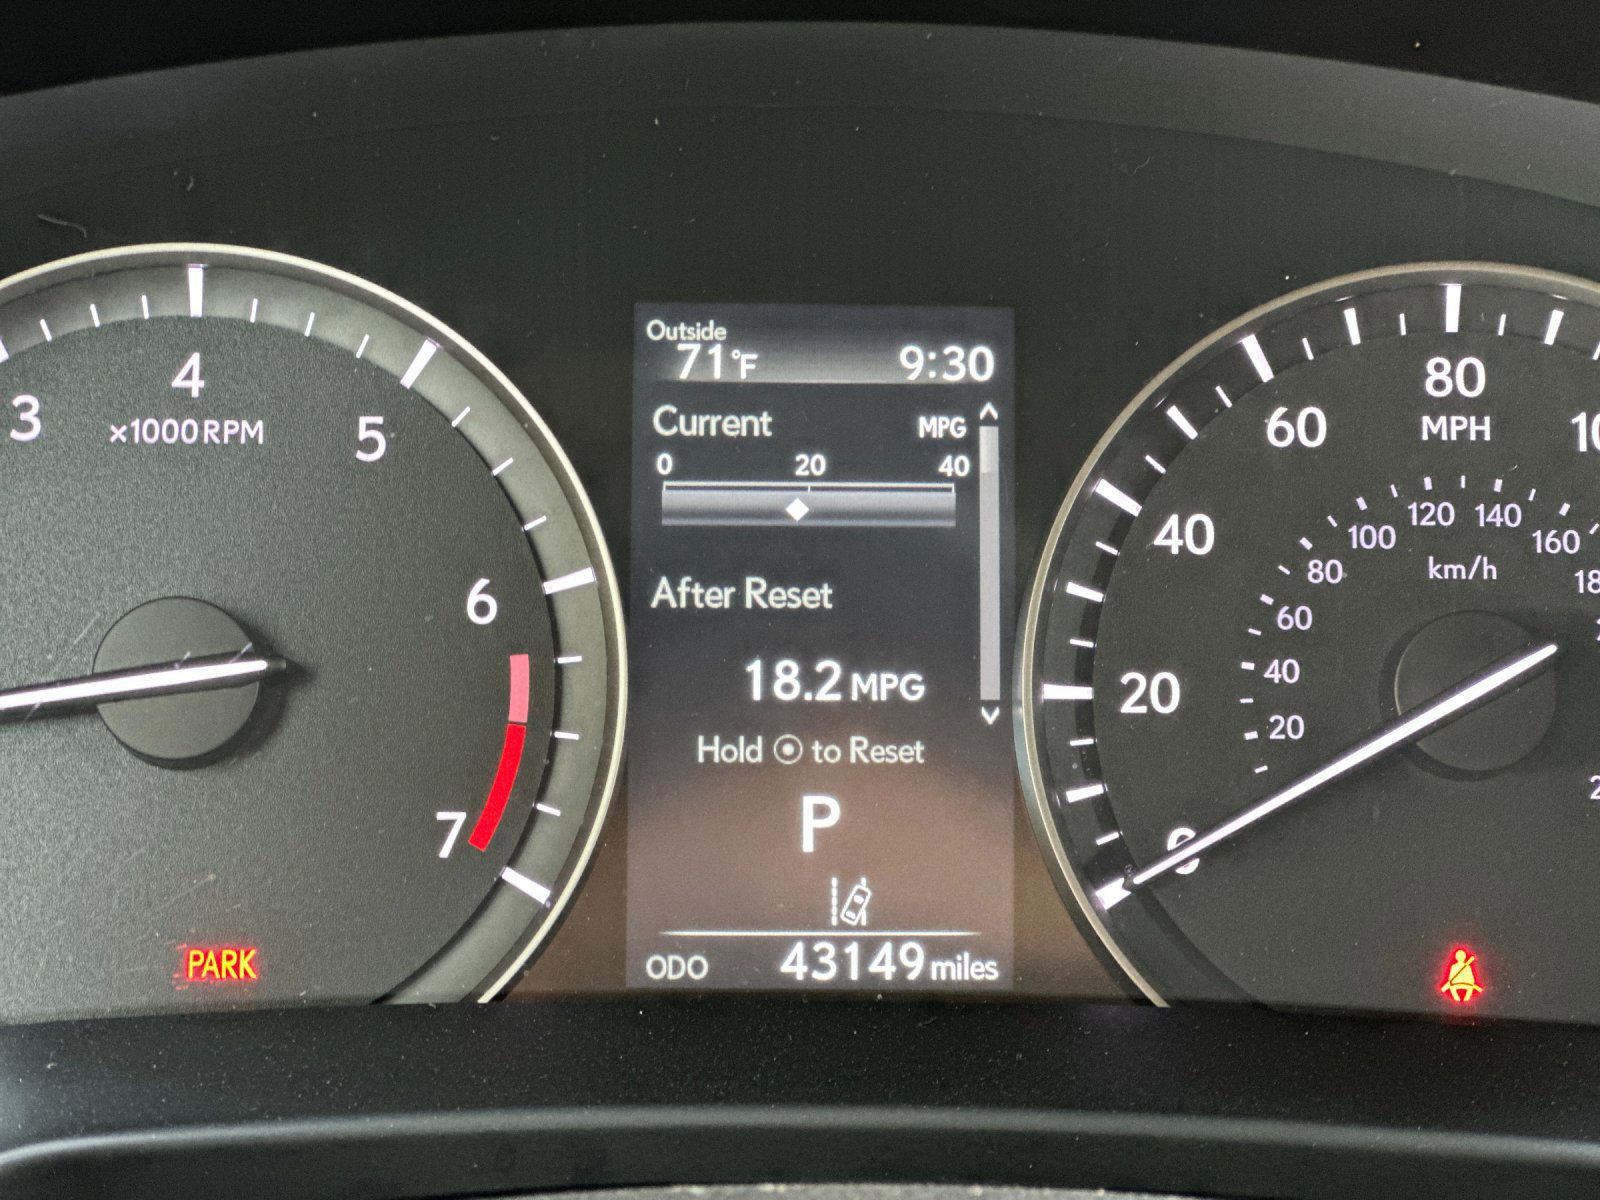 Outside
71°F 9:30
Current MPG
0 20 40
After Reset
18.2 MPG
Hold ⦿ to Reset
P
ODO 43149 miles
3 4 5 6 7
×1000 RPM
PARK
0 20 40 60 80
MPH
20 40 60 80 100 120 140 160
km/h